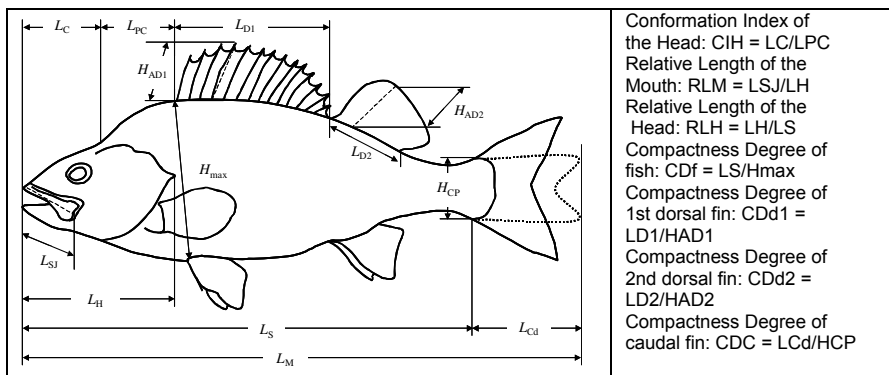 LC
LPC
LD1
HAD1
HAD2
LD2
Hmax
HCP
LSJ
LH
LS
LCd
LM
Conformation Index of
the Head: CIH = LC/LPC
Relative Length of the
Mouth: RLM = LSJ/LH
Relative Length of the
Head: RLH = LH/LS
Compactness Degree of
fish: CDf = LS/Hmax
Compactness Degree of
1st dorsal fin: CDd1 =
LD1/HAD1
Compactness Degree of
2nd dorsal fin: CDd2 =
LD2/HAD2
Compactness Degree of
caudal fin: CDC = LCd/HCP